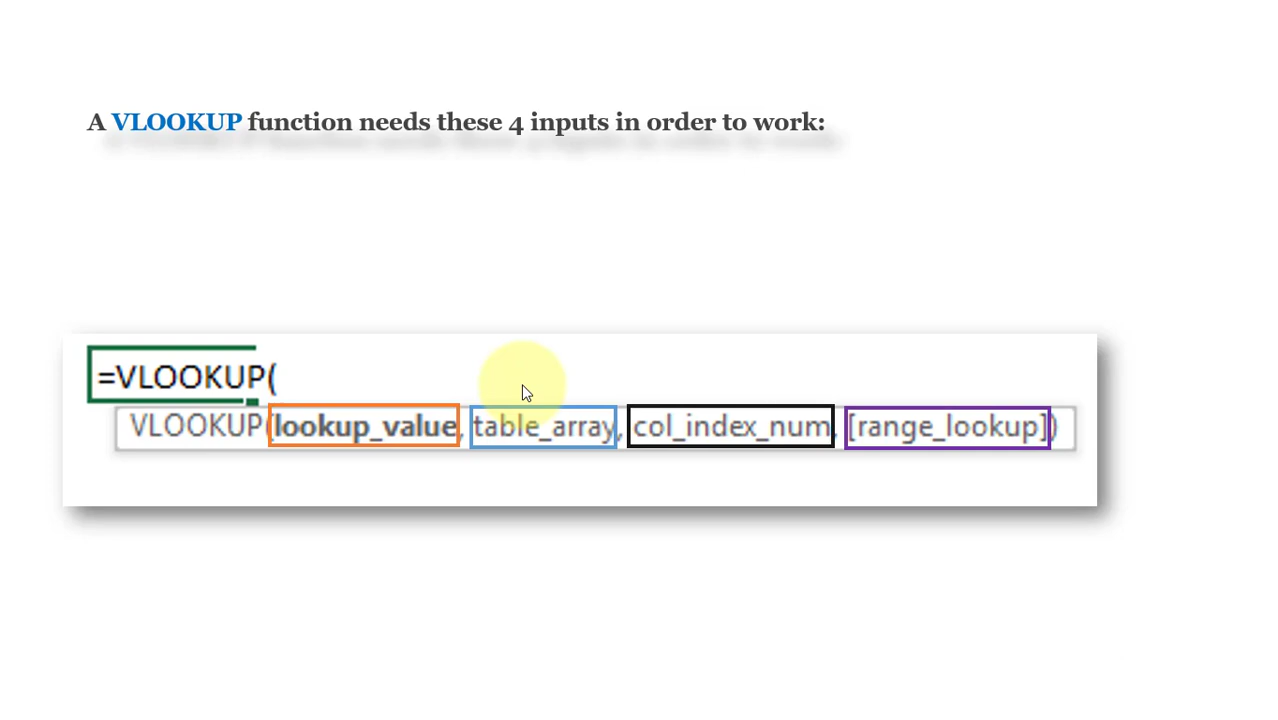 A VLOOKUP function needs these 4 inputs in order to work:
=VLOOKUP(
VLOOKUP(lookup_value, table_array, col_index_num, [range_lookup])